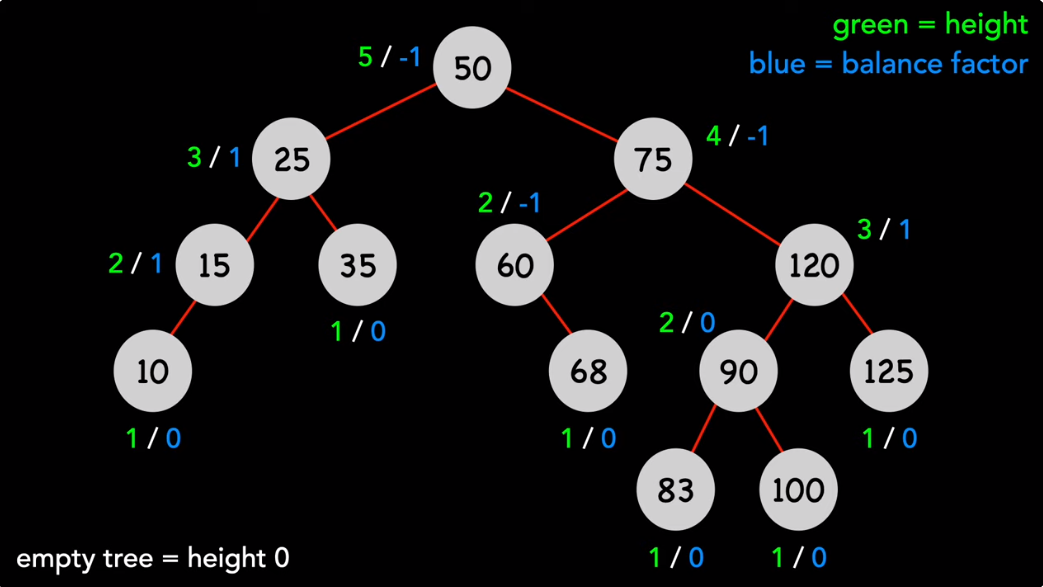 green = height
blue = balance factor
5 / -1
50
3 / 1
25
75
4 / -1
2 / 1
15
35
1 / 0
2 / -1
60
120
3 / 1
10
1 / 0
68
1 / 0
2 / 0
90
125
1 / 0
83
1 / 0
100
1 / 0
empty tree = height 0